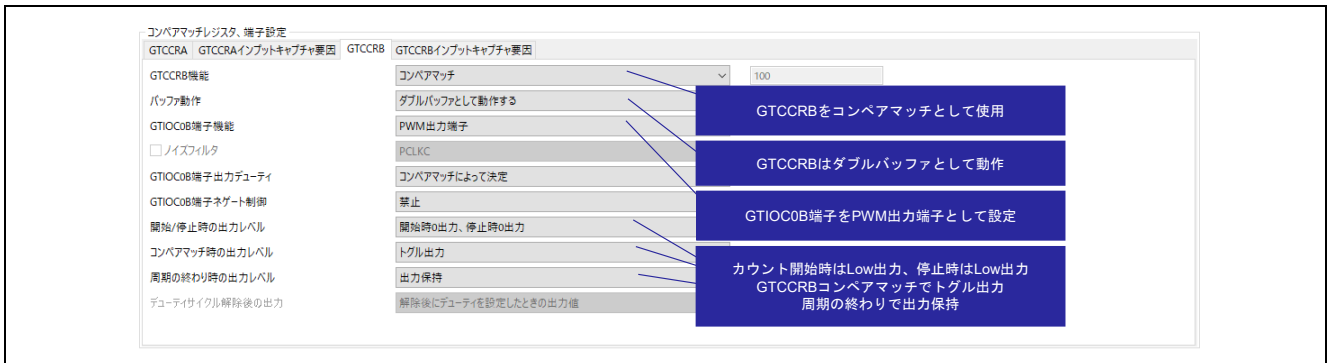 コンペアマッチレジスタ、端子設定
GTCCRA GTCCRAインプットキャプチャ要因 GTCCRB GTCCRBインプットキャプチャ要因
GTCCRB機能 コンペアマッチ 100
バッファ動作 ダブルバッファとして動作する
GTIOC0B端子機能 PWM出力端子
ノイズフィルタ PCLKC
GTIOC0B端子出力デューティ コンペアマッチによって決定
GTIOC0B端子ネゲート制御 禁止
開始/停止時の出力レベル 開始時0出力、停止時0出力
コンペアマッチ時の出力レベル トグル出力
周期の終わり時の出力レベル 出力保持
デューティサイクル解除後の出力 解除後にデューティを設定したときの出力値
GTCCRBをコンペアマッチとして使用
GTCCRBはダブルバッファとして動作
GTIOC0B端子をPWM出力端子として設定
カウント開始時はLow出力、停止時はLow出力
GTCCRBコンペアマッチでトグル出力
周期の終わりで出力保持